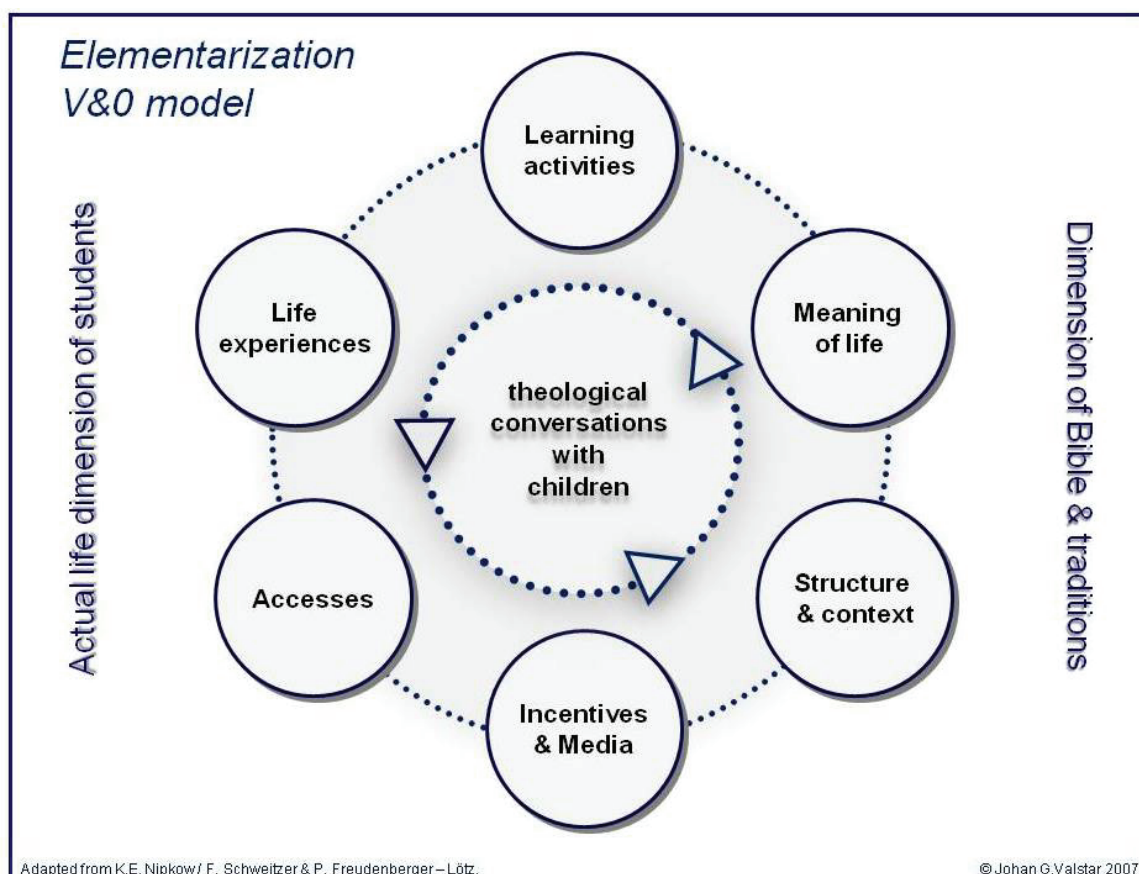 Elementarization
V&0 model
Learning
activities
Life
experiences
Meaning
of life
theological
conversations
with
children
Accesses
Structure
& context
Incentives
& Media
Actual life dimension of students
Dimension of Bible & traditions
Adapted from K.E. Nipkow / F. Schweitzer & P. Freudenberger – Lötz.
© Johan G.Valstar 2007